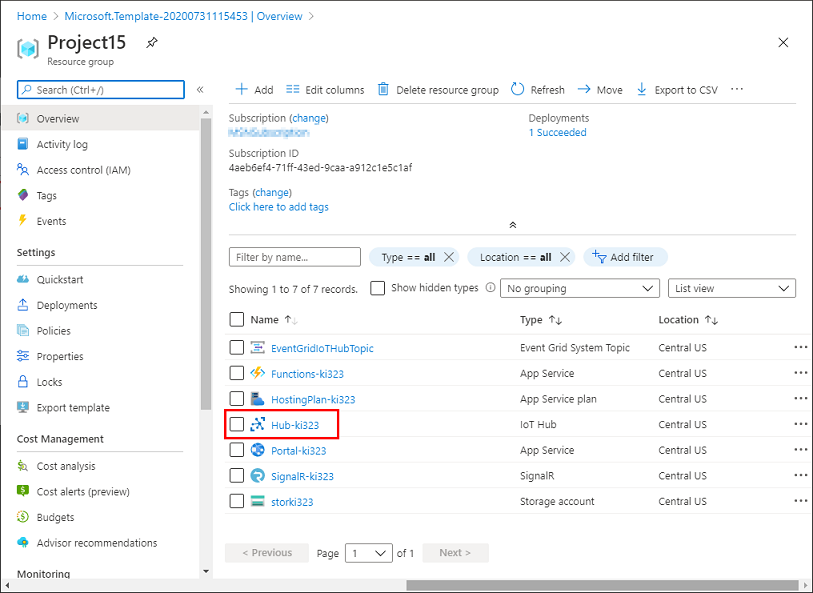 Home > Microsoft.Template-20200731115453 | Overview >
Project15
Resource group
Search (Ctrl+/)
Overview
Activity log
Access control (IAM)
Tags
Events
Settings
Quickstart
Deployments
Policies
Properties
Locks
Export template
Cost Management
Cost analysis
Cost alerts (preview)
Budgets
Advisor recommendations
Monitoring
Add Edit columns Delete resource group Refresh Move Export to CSV ...
Subscription (change)
Deployments
1 Succeeded
Subscription ID
4aeb6ef4-71ff-43ed-9caa-a912c1e5c1af
Tags (change)
Click here to add tags
Filter by name... Type == all Location == all Add filter
Showing 1 to 7 of 7 records. Show hidden types No grouping List view
Name Type Location
EventGridIoTHubTopic Event Grid System Topic Central US
Functions-ki323 App Service Central US
HostingPlan-ki323 App Service plan Central US
Hub-ki323 IoT Hub Central US
Portal-ki323 App Service Central US
SignalR-ki323 SignalR Central US
storki323 Storage account Central US
< Previous Page 1 of 1 Next >